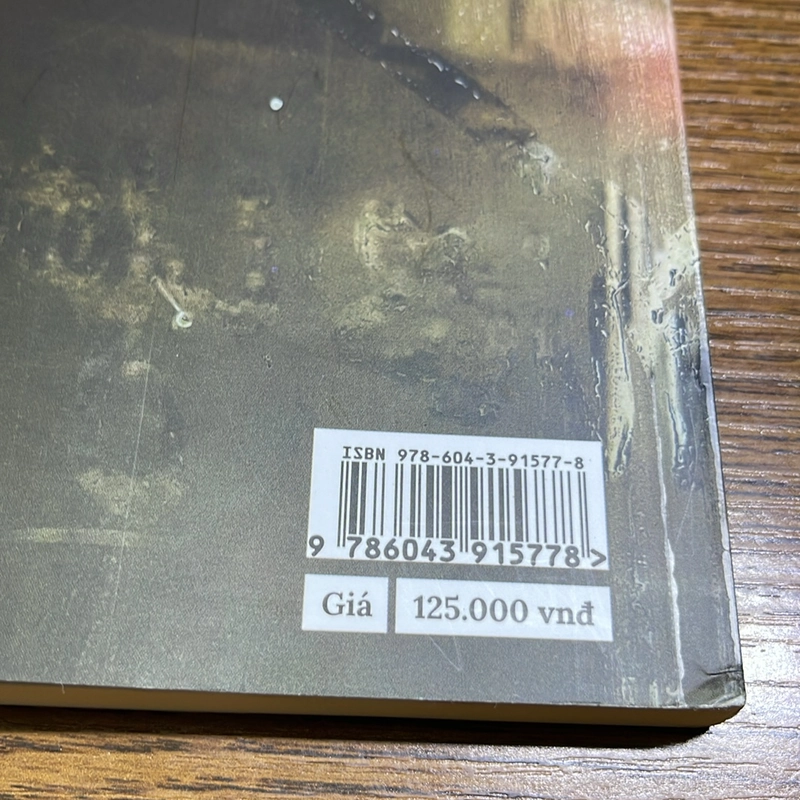 ISBN 978-604-3-91577-8
9 786043 915778 >
Giá 125.000 vnđ